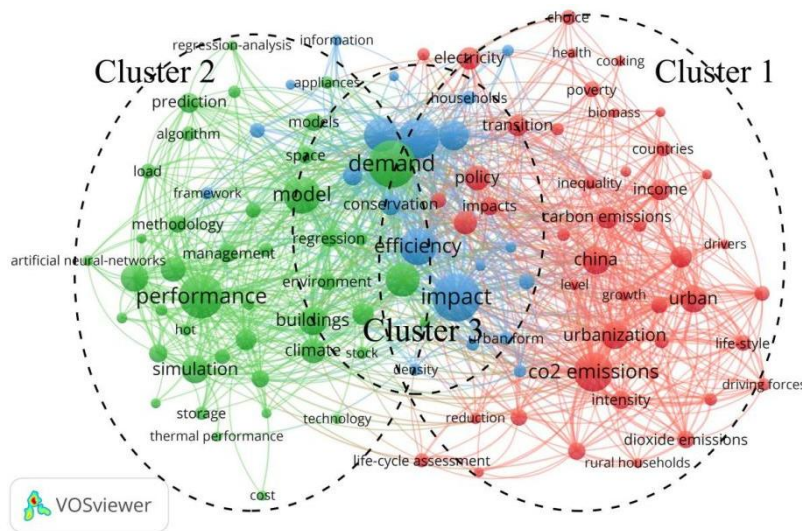 choice
regression-analysis
information
health
cooking
electricity
Cluster 2
Cluster 1
appliances
households
poverty
prediction
biomass
models
transition
algorithm
countries
space
demand
load
policy
inequality
income
framework
model
conservation
impacts
carbon emissions
methodology
regression
efficiency
drivers
management
artificial neural-networks
china
environment
level
growth
performance
impact
urban
hot
buildings
Cluster 3
urban form
urbanization
life-style
climate
stock
simulation
density
co2 emissions
driving forces
intensity
storage
technology
reduction
thermal performance
dioxide emissions
life-cycle assessment
rural households
cost
VOSviewer